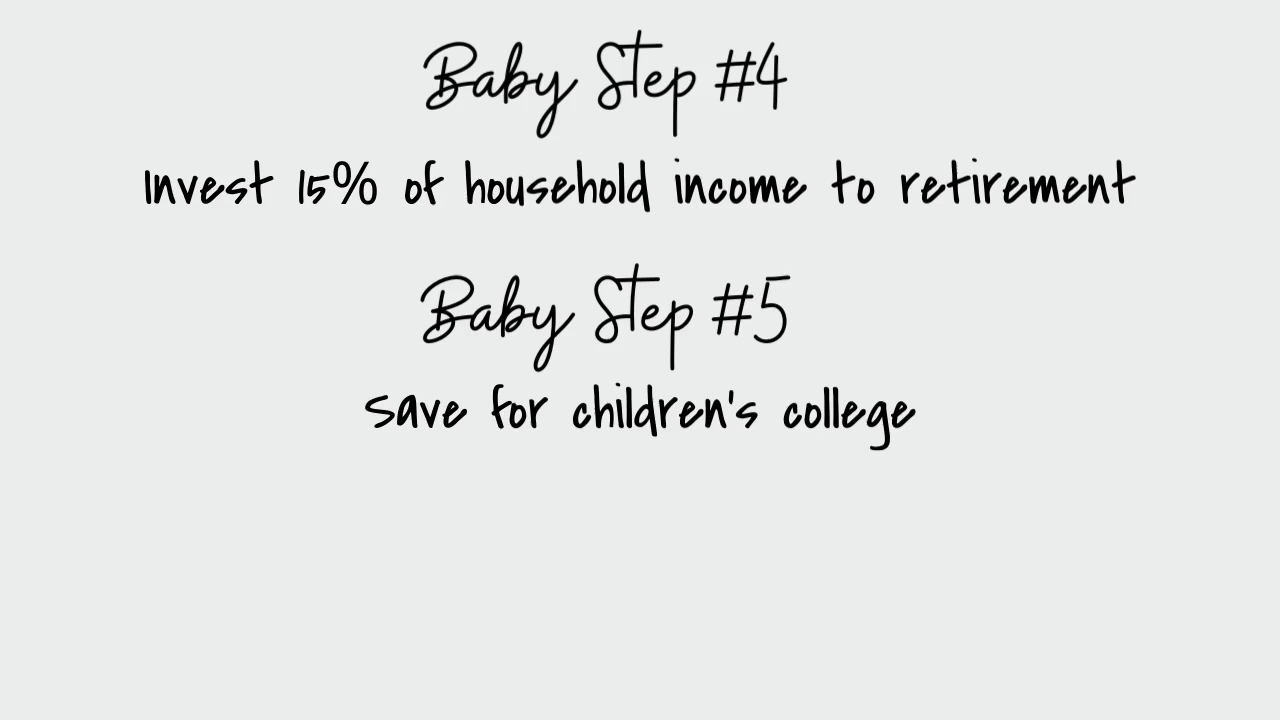 Baby Step #4
Invest 15% of household income to retirement
Baby Step #5
Save for children's college